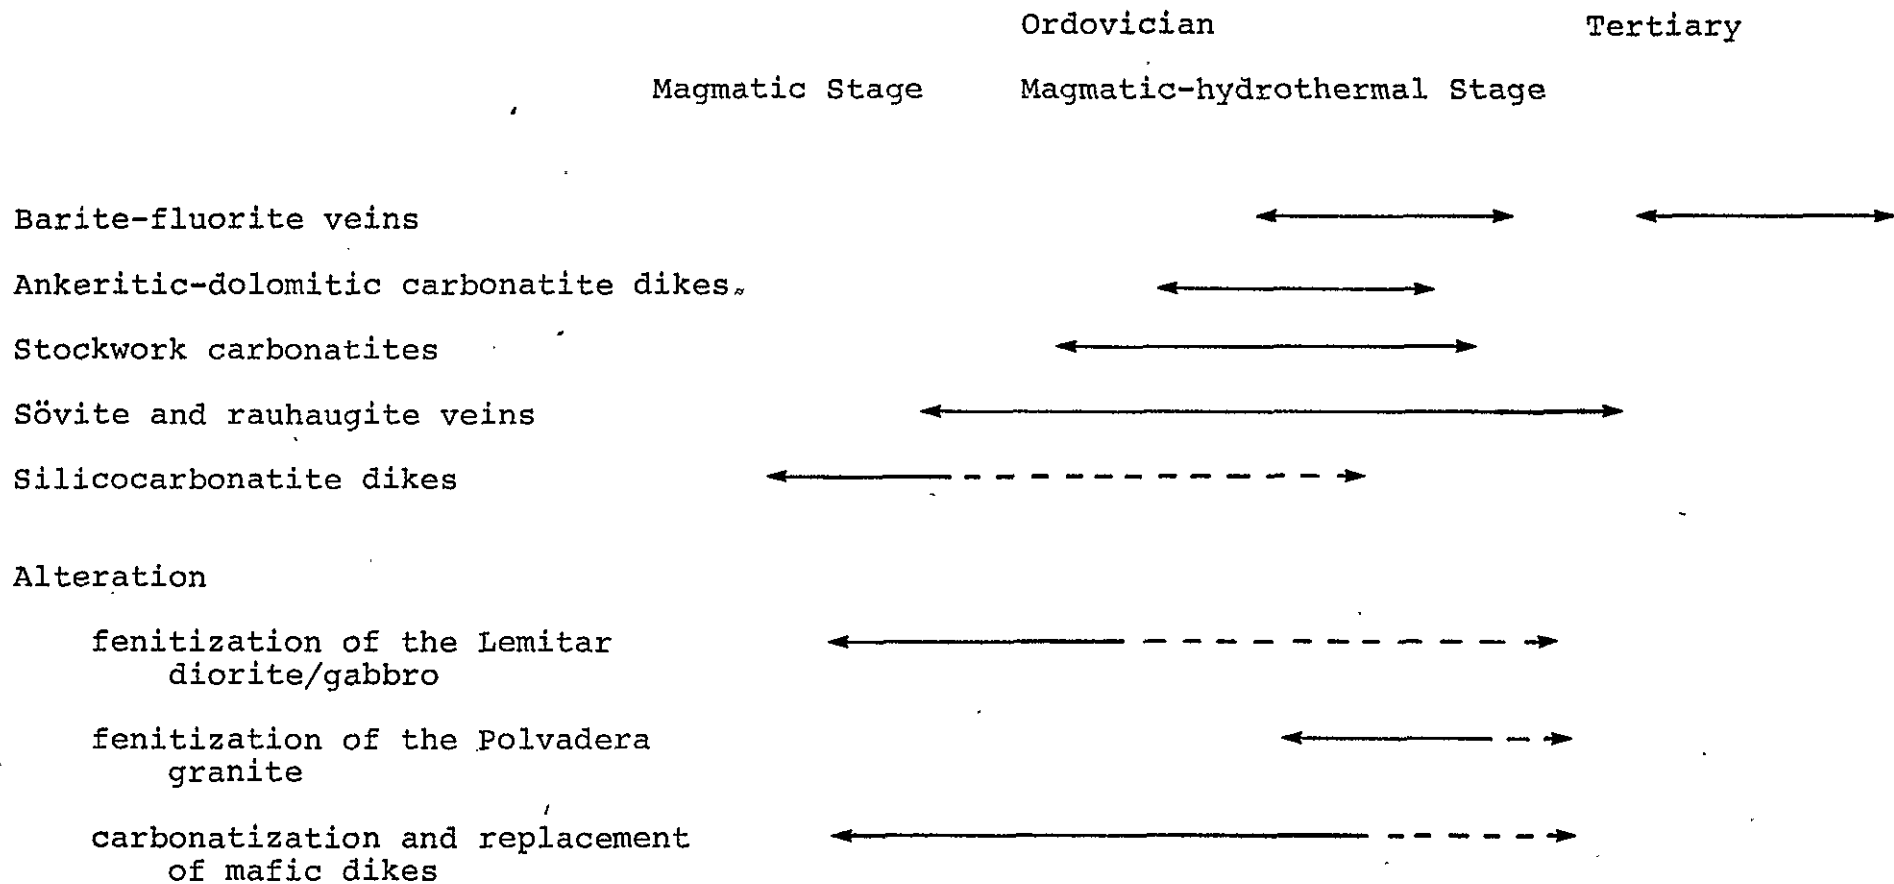 Ordovician Tertiary
Magmatic Stage Magmatic-hydrothermal Stage
Barite-fluorite veins
Ankeritic-dolomitic carbonatite dikes
Stockwork carbonatites
Sövite and rauhaugite veins
Silicocarbonatite dikes
Alteration
fenitization of the Lemitar
diorite/gabbro
fenitization of the Polvadera
granite
carbonatization and replacement
of mafic dikes